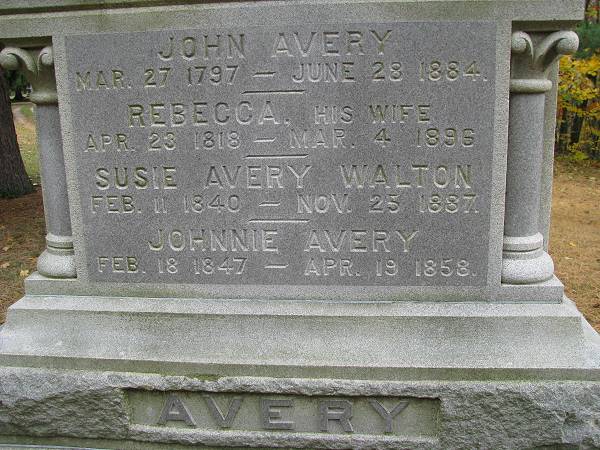 JOHN AVERY
MAR. 27 1797 — JUNE 28 1884.
REBECCA, HIS WIFE
APR. 23 1818 — MAR. 4 1896
SUSIE AVERY WALTON
FEB. 11 1840 — NOV. 25 1887.
JOHNNIE AVERY
FEB. 18 1847 — APR. 19 1858.
AVERY